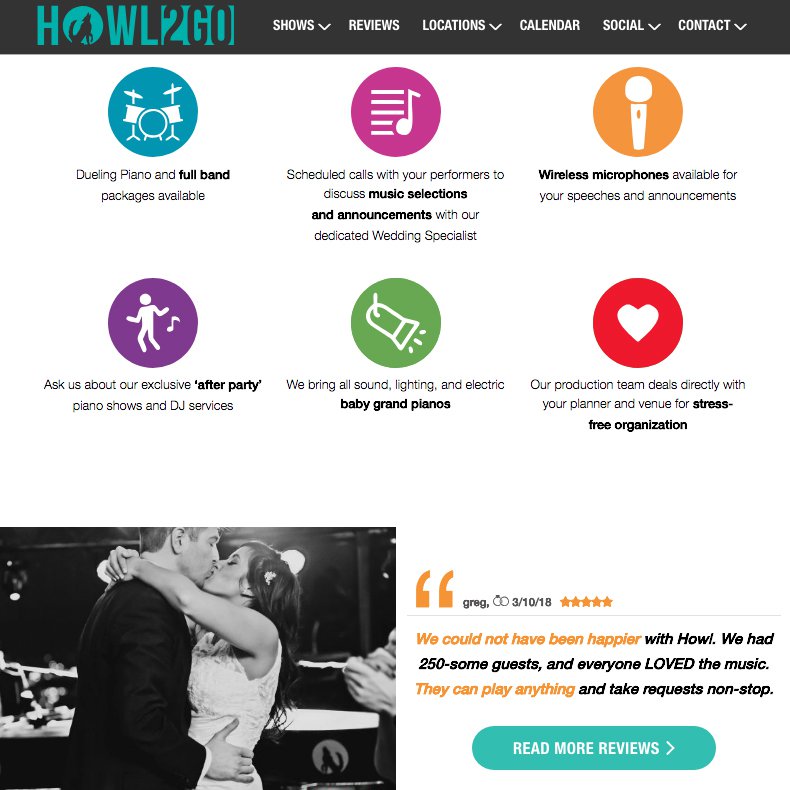 HOWL2GO
SHOWS REVIEWS LOCATIONS CALENDAR SOCIAL CONTACT
Dueling Piano and full band
packages available
Scheduled calls with your performers to
discuss music selections
and announcements with our
dedicated Wedding Specialist
Wireless microphones available for
your speeches and announcements
Ask us about our exclusive ‘after party’
piano shows and DJ services
We bring all sound, lighting, and electric
baby grand pianos
Our production team deals directly with
your planner and venue for stress-
free organization
“
greg, 3/10/18
We could not have been happier with Howl. We had
250-some guests, and everyone LOVED the music.
They can play anything and take requests non-stop.
READ MORE REVIEWS